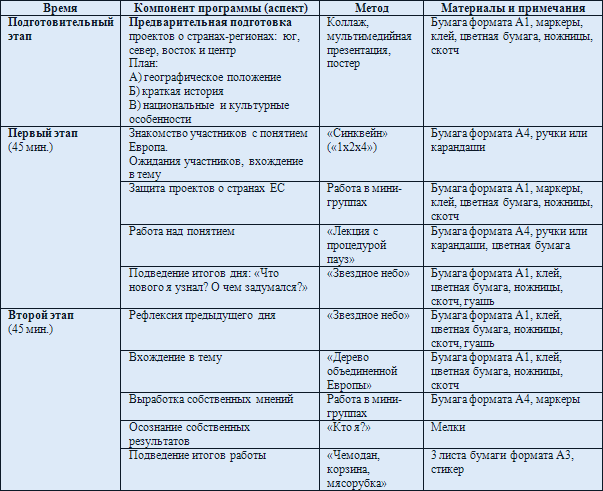 Время Компонент программы (аспект) Метод Материалы и примечания
Подготовительный этап
Предварительная подготовка
проектов о странах-регионах: юг,
север, восток и центр
План:
А) географическое положение
Б) краткая история
В) национальные и культурные
особенности
Коллаж,
мультимедийная
презентация,
постер
Бумага формата А1, маркеры,
клей, цветная бумага, ножницы,
скотч
Первый этап
(45 мин.)
Знакомство участников с понятием
Европа.
Ожидания участников, вхождение
в тему
«Синквейн»
(«1х2х4»)
Бумага формата А4, ручки или
карандаши
Защита проектов о странах ЕС
Работа в мини-
группах
Бумага формата А1, маркеры,
клей, цветная бумага, ножницы,
скотч
Работа над понятием
«Лекция с
процедурой
пауз»
Бумага формата А4, ручки или
карандаши, цветная бумага
Подведение итогов дня: «Что
нового я узнал? О чем задумался?»
«Звездное небо»
Бумага формата А1, клей,
цветная бумага, ножницы,
скотч, гуашь
Второй этап
(45 мин.)
Рефлексия предыдущего дня
«Звездное небо»
Бумага формата А1, клей,
цветная бумага, ножницы,
скотч, гуашь
Вхождение в тему
«Дерево
объединенной
Европы»
Бумага формата А1, клей,
цветная бумага, ножницы,
скотч
Выработка собственных мнений
Работа в мини-
группах
Бумага формата А4, маркеры
Осознание собственных
результатов
«Кто я?»
Мелки
Подведение итогов работы
«Чемодан,
корзина,
мясорубка»
3 листа бумаги формата А3,
стикер